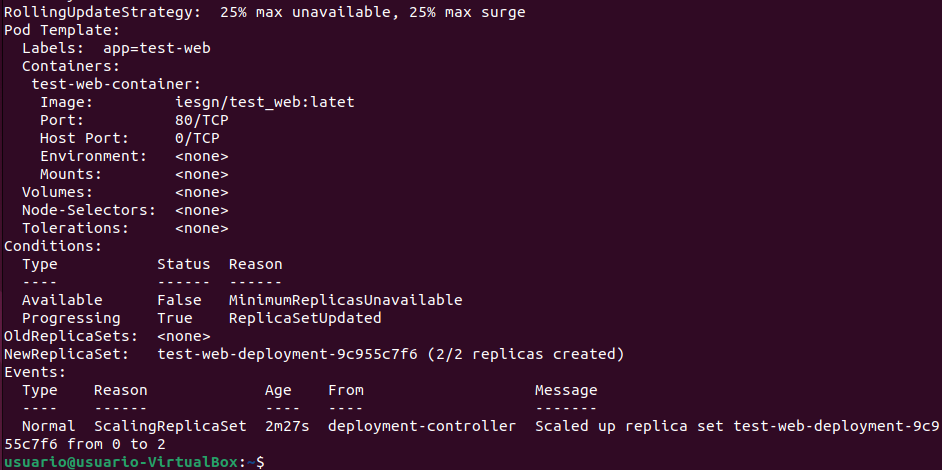 RollingUpdateStrategy:  25% max unavailable, 25% max surge
Pod Template:
  Labels:  app=test-web
  Containers:
   test-web-container:
    Image:         iesgn/test_web:latet
    Port:          80/TCP
    Host Port:     0/TCP
    Environment:   <none>
    Mounts:        <none>
  Volumes:         <none>
  Node-Selectors:  <none>
  Tolerations:     <none>
Conditions:
  Type           Status  Reason
  ----           ------  ------
  Available      False   MinimumReplicasUnavailable
  Progressing    True    ReplicaSetUpdated
OldReplicaSets:  <none>
NewReplicaSet:   test-web-deployment-9c955c7f6 (2/2 replicas created)
Events:
  Type    Reason             Age    From                   Message
  ----    ------             ----   ----                   -------
  Normal  ScalingReplicaSet  2m27s  deployment-controller  Scaled up replica set test-web-deployment-9c9
55c7f6 from 0 to 2
usuario@usuario-VirtualBox:~$